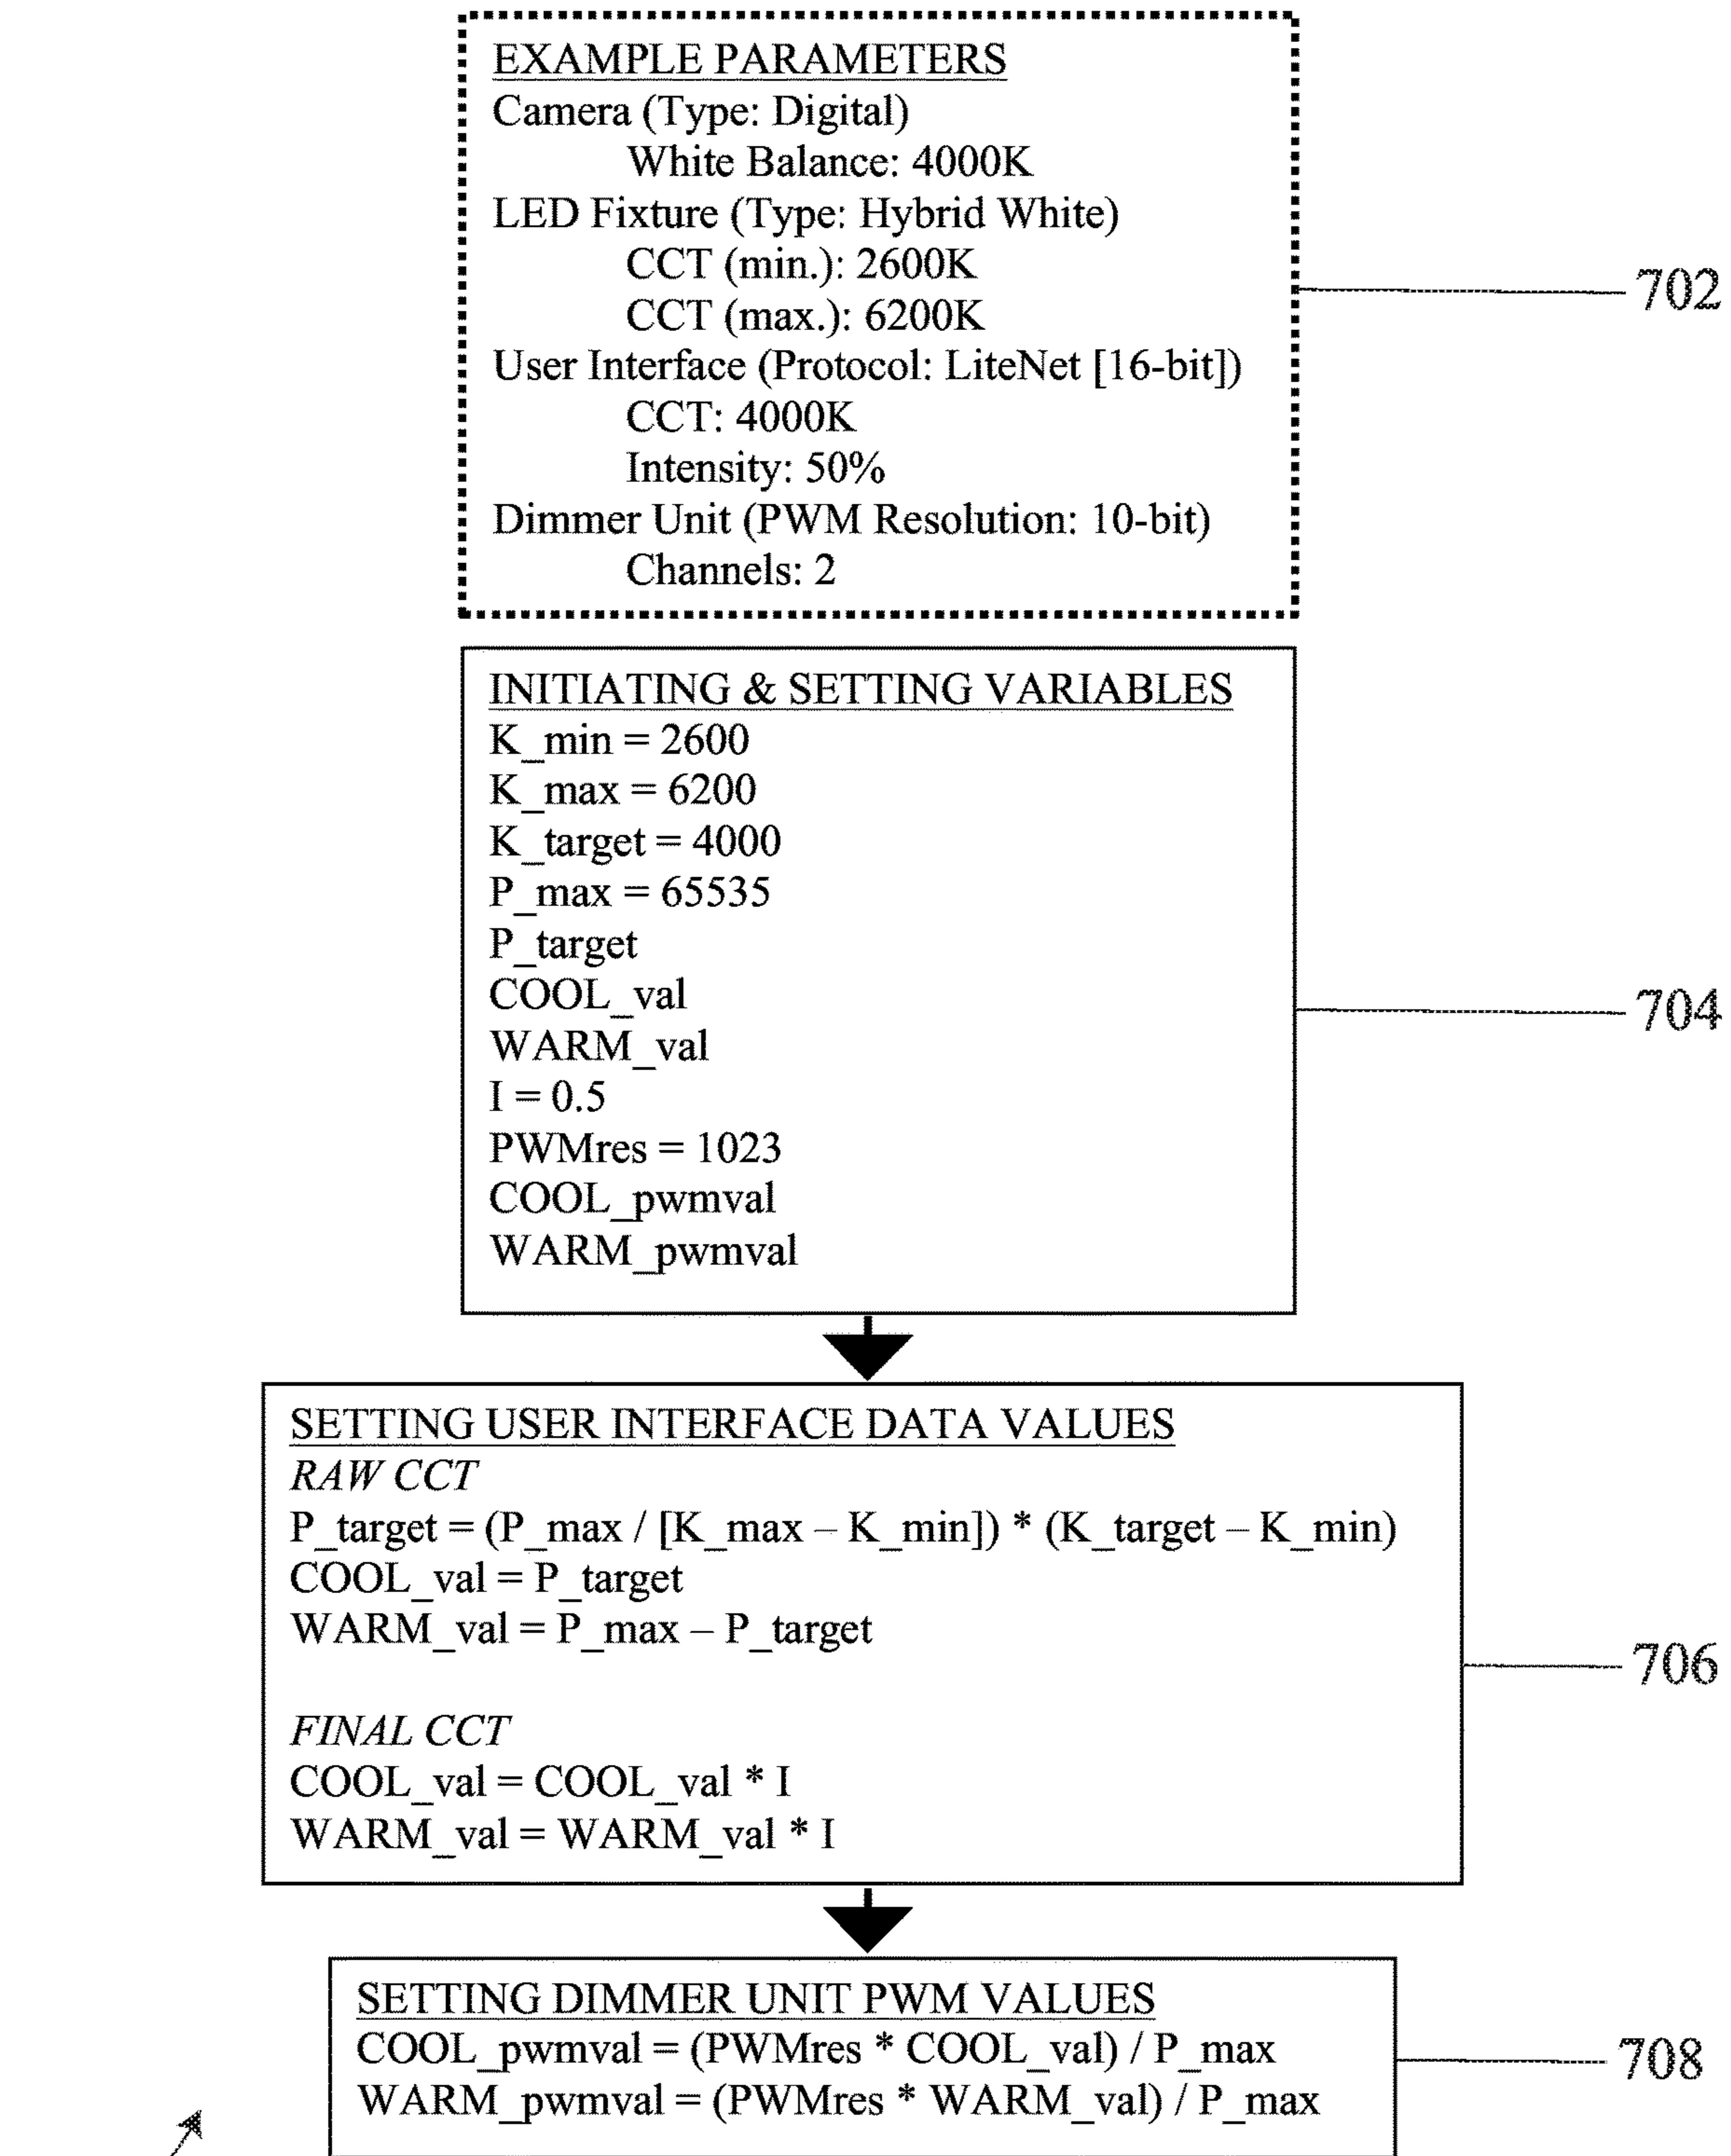 EXAMPLE PARAMETERS
Camera (Type: Digital)
White Balance: 4000K
LED Fixture (Type: Hybrid White)
CCT (min.): 2600K
CCT (max.): 6200K
User Interface (Protocol: LiteNet [16-bit])
CCT: 4000K
Intensity: 50%
Dimmer Unit (PWM Resolution: 10-bit)
Channels: 2
702
INITIATING & SETTING VARIABLES
K_min = 2600
K_max = 6200
K_target = 4000
P_max = 65535
P_target
COOL_val
WARM_val
I = 0.5
PWMres = 1023
COOL_pwmval
WARM_pwmval
704
SETTING USER INTERFACE DATA VALUES
RAW CCT
P_target = (P_max / [K_max – K_min]) * (K_target – K_min)
COOL_val = P_target
WARM_val = P_max – P_target
FINAL CCT
COOL_val = COOL_val * I
WARM_val = WARM_val * I
706
SETTING DIMMER UNIT PWM VALUES
COOL_pwmval = (PWMres * COOL_val) / P_max
WARM_pwmval = (PWMres * WARM_val) / P_max
708